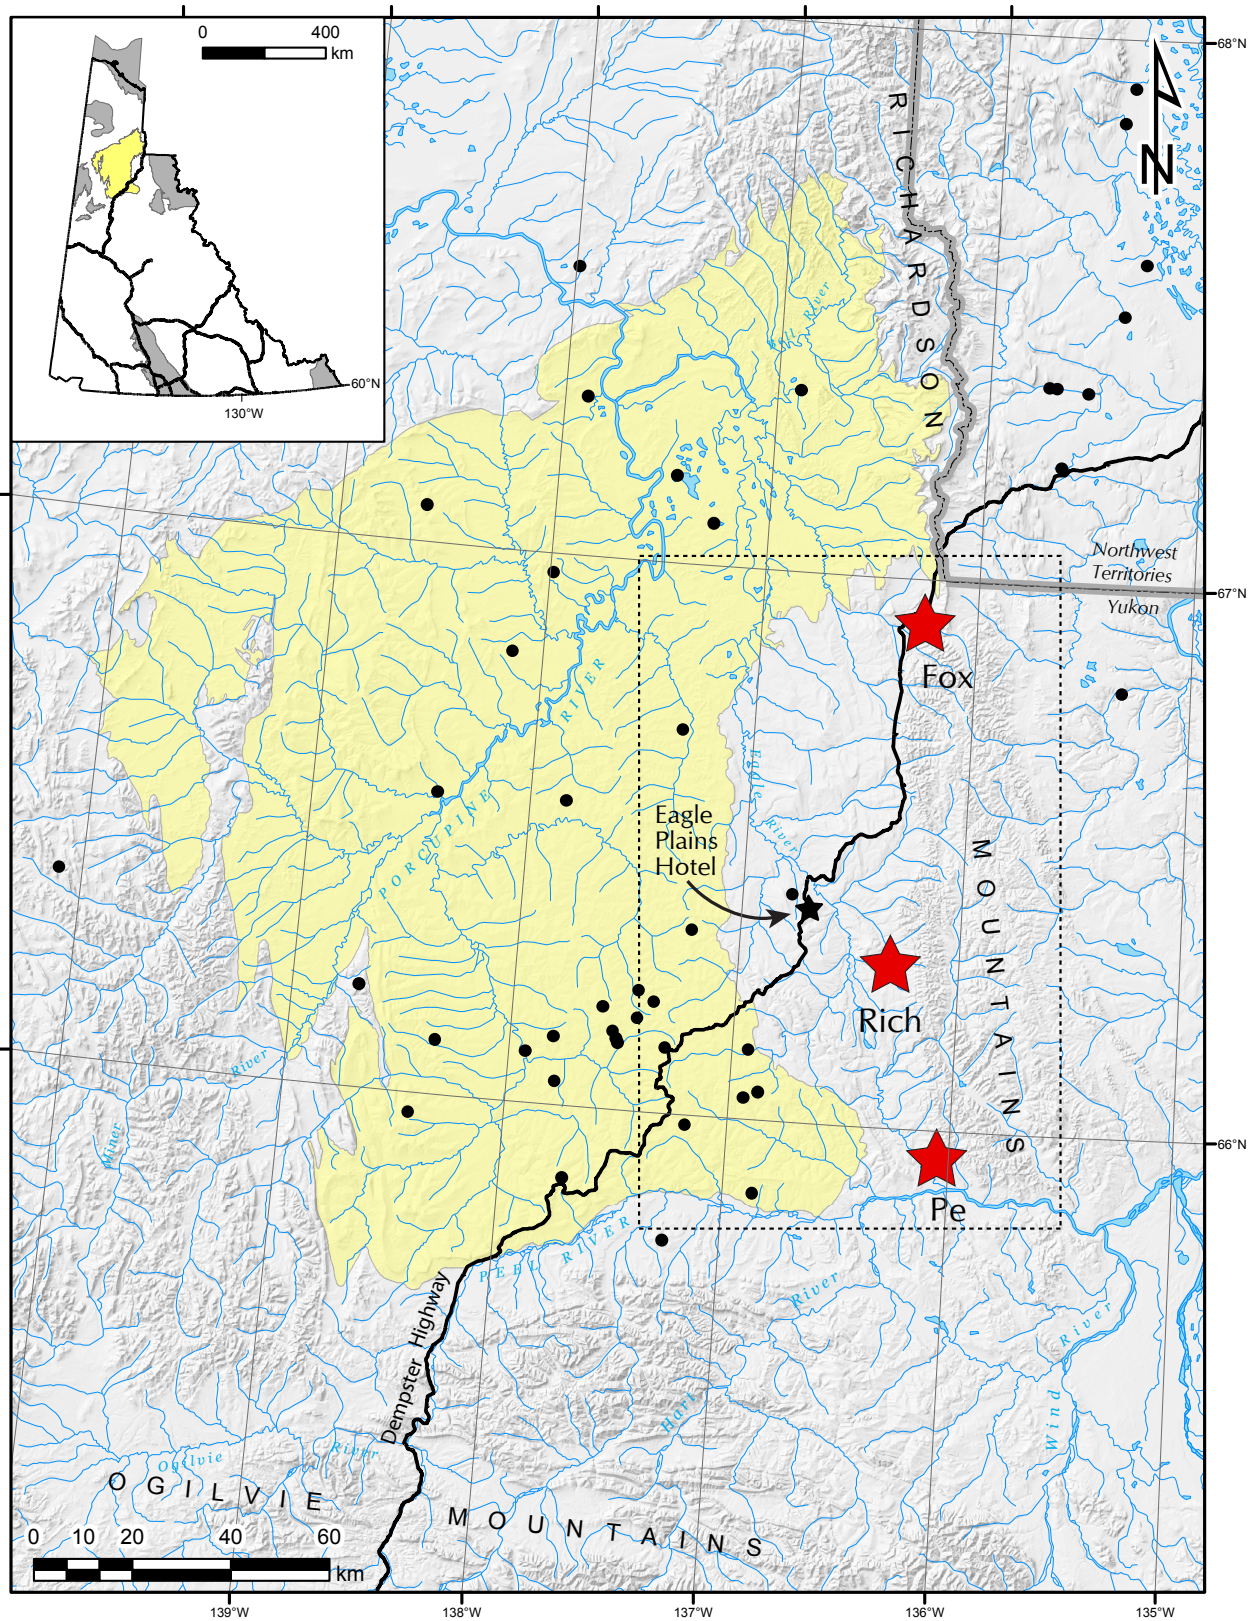 0 400
km
60°N
130°W
68°N
N
RICHARDSON
Bell River
Northwest
Territories
67°N
Yukon
Fox
RIVER
PORCUPINE
Eagle
River
Eagle
Plains
Hotel
MOUNTAINS
Rich
River
Miner
66°N
Pe
PEEL RIVER
River
Hart
River
Wind
Dempster Highway
Ogilvie River
OGILVIE
MOUNTAINS
0 10 20 40 60
km
139°W 138°W 137°W 136°W 135°W